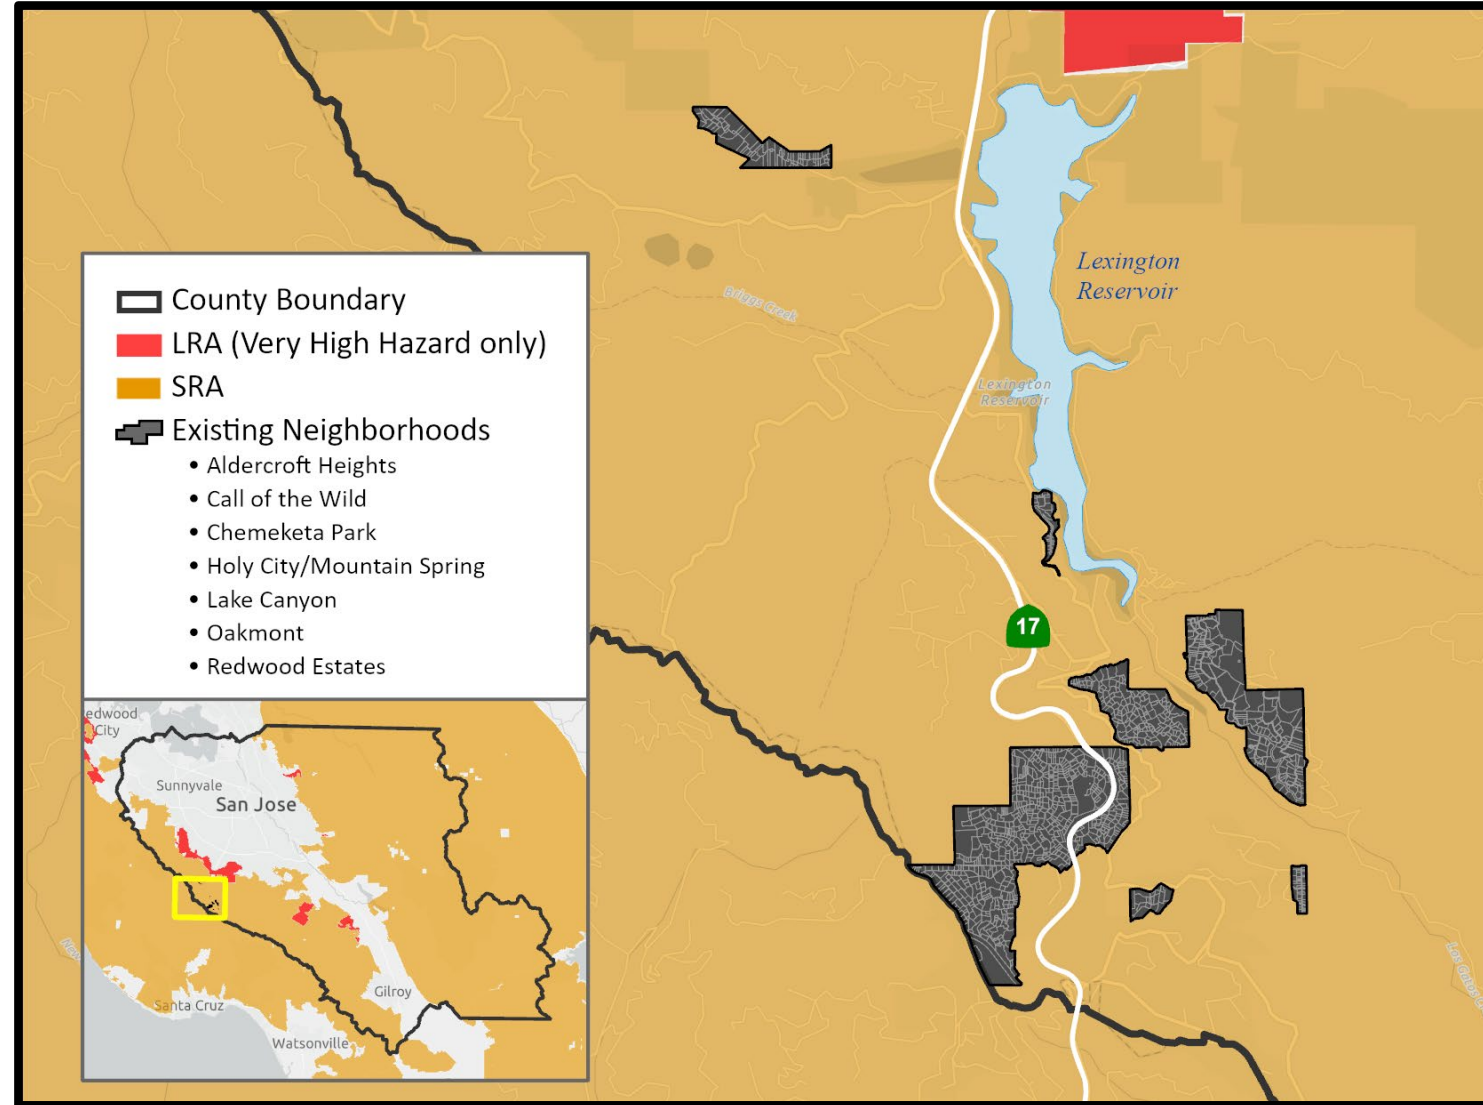 Lexington
Reservoir
Briggs Creek
Lexington
Reservoir
17
County Boundary
LRA (Very High Hazard only)
SRA
Existing Neighborhoods
• Aldercroft Heights
• Call of the Wild
• Chemeketa Park
• Holy City/Mountain Spring
• Lake Canyon
• Oakmont
• Redwood Estates
edwood
City
Sunnyvale
San Jose
Santa Cruz
Gilroy
Watsonville
Las Gatos